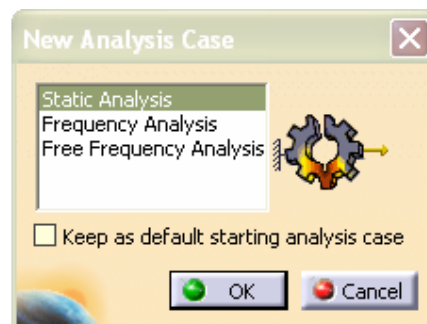 New Analysis Case
Static Analysis
Frequency Analysis
Free Frequency Analysis
Keep as default starting analysis case
OK
Cancel